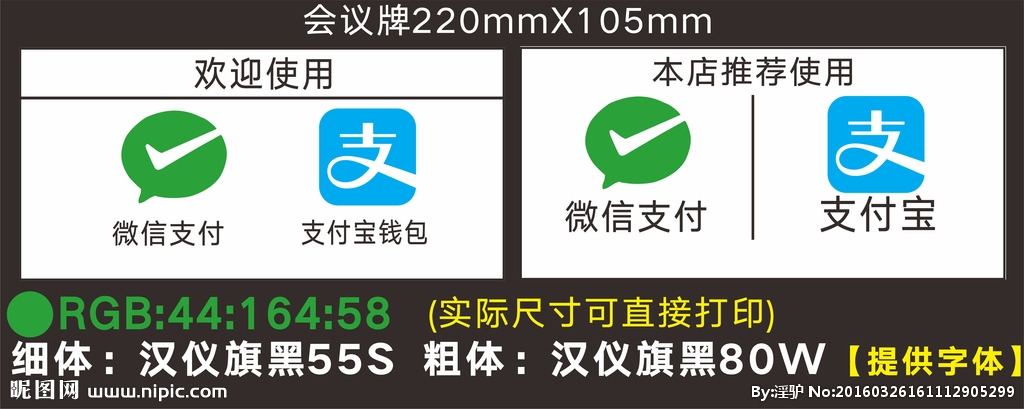 会议牌220mmX105mm
欢迎使用
微信支付 支付宝钱包
本店推荐使用
微信支付 支付宝
RGB:44:164:58 (实际尺寸可直接打印)
细体：汉仪旗黑55S 粗体：汉仪旗黑80W【提供字体】
昵图网 www.nipic.com
By:淫驴 No:20160326161112905299